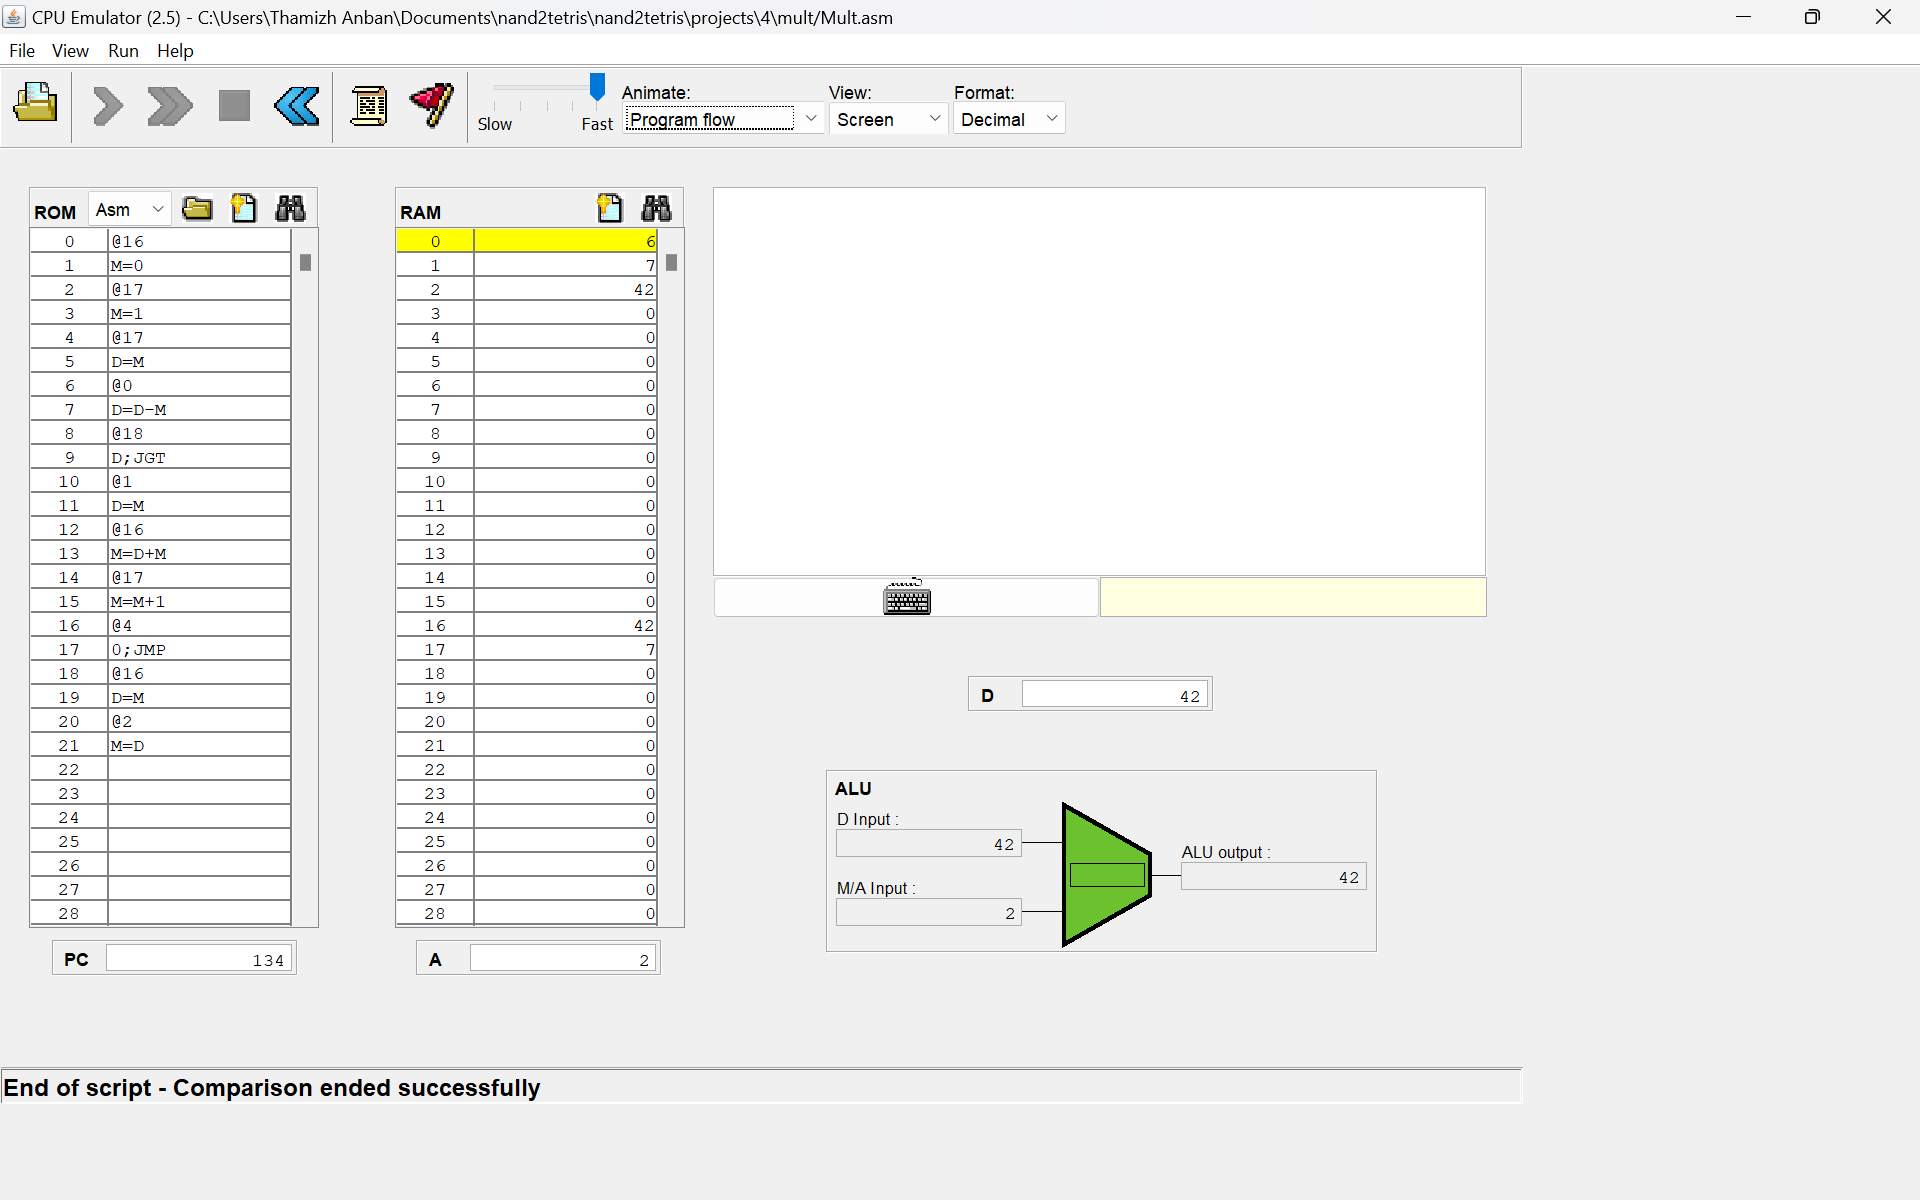 CPU Emulator (2.5) - C:\Users\Thamizh Anban\Documents\nand2tetris\nand2tetris\projects\4\mult/Mult.asm
File View Run Help
Slow Fast
Animate:
Program flow
View:
Screen
Format:
Decimal
ROM Asm
0 @16
1 M=0
2 @17
3 M=1
4 @17
5 D=M
6 @0
7 D=D-M
8 @18
9 D;JGT
10 @1
11 D=M
12 @16
13 M=D+M
14 @17
15 M=M+1
16 @4
17 0;JMP
18 @16
19 D=M
20 @2
21 M=D
22
23
24
25
26
27
28
PC 134
RAM
0 6
1 7
2 42
3 0
4 0
5 0
6 0
7 0
8 0
9 0
10 0
11 0
12 0
13 0
14 0
15 0
16 42
17 7
18 0
19 0
20 0
21 0
22 0
23 0
24 0
25 0
26 0
27 0
28 0
A 2
D 42
ALU
D Input :
42
M/A Input :
2
ALU output :
42
End of script - Comparison ended successfully